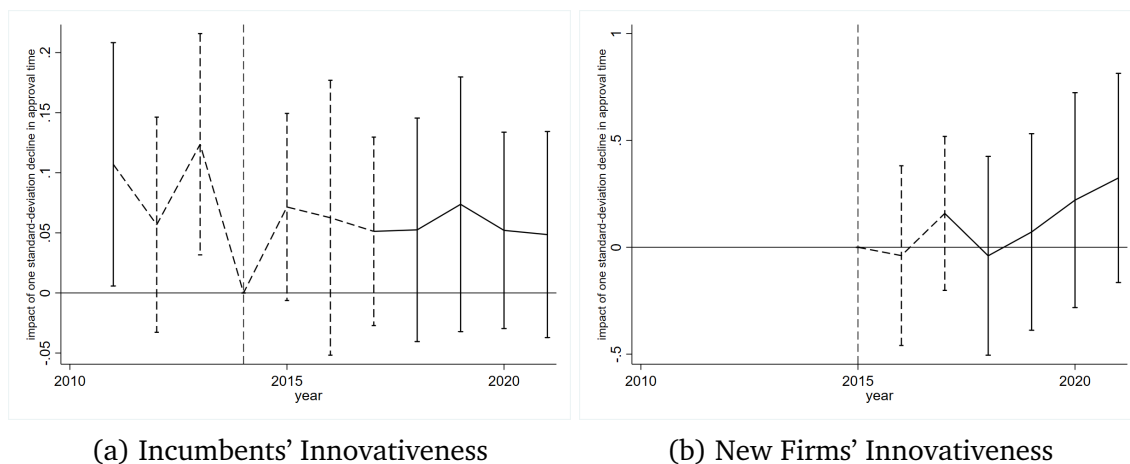 impact of one standard-deviation decline in approval time
.2
.15
.1
.05
0
-.05
2010
2015
2020
year
(a) Incumbents' Innovativeness
impact of one standard-deviation decline in approval time
1
.5
0
-.5
2010
2015
2020
year
(b) New Firms' Innovativeness